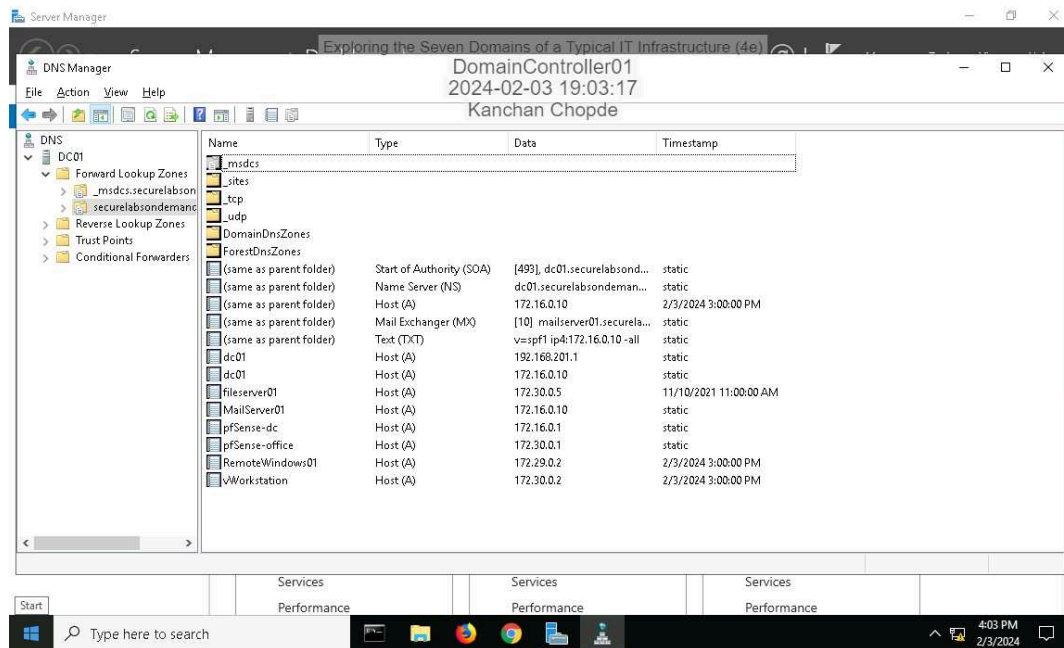 Server Manager
Exploring the Seven Domains of a Typical IT Infrastructure (4e)
DomainController01
2024-02-03 19:03:17
Kanchan Chopde
DNS Manager
File Action View Help
DNS
DC01
Forward Lookup Zones
_msdcs.securelabson
securelabsondemanc
Reverse Lookup Zones
Trust Points
Conditional Forwarders
Name Type Data Timestamp
_msdcs
_sites
_tcp
_udp
DomainDnsZones
ForestDnsZones
(same as parent folder) Start of Authority (SOA) [493], dc01.securelabsond... static
(same as parent folder) Name Server (NS) dc01.securelabsondeman... static
(same as parent folder) Host (A) 172.16.0.10 2/3/2024 3:00:00 PM
(same as parent folder) Mail Exchanger (MX) [10] mailserver01.securela... static
(same as parent folder) Text (TXT) v=spf1 ip4:172.16.0.10 -all static
dc01 Host (A) 192.168.201.1 static
dc01 Host (A) 172.16.0.10 static
fileserver01 Host (A) 172.30.0.5 11/10/2021 11:00:00 AM
MailServer01 Host (A) 172.16.0.10 static
pfSense-dc Host (A) 172.16.0.1 static
pfSense-office Host (A) 172.30.0.1 static
RemoteWindows01 Host (A) 172.29.0.2 2/3/2024 3:00:00 PM
vWorkstation Host (A) 172.30.0.2 2/3/2024 3:00:00 PM
Services Services Services
Performance Performance Performance
Start
Type here to search
4:03 PM
2/3/2024